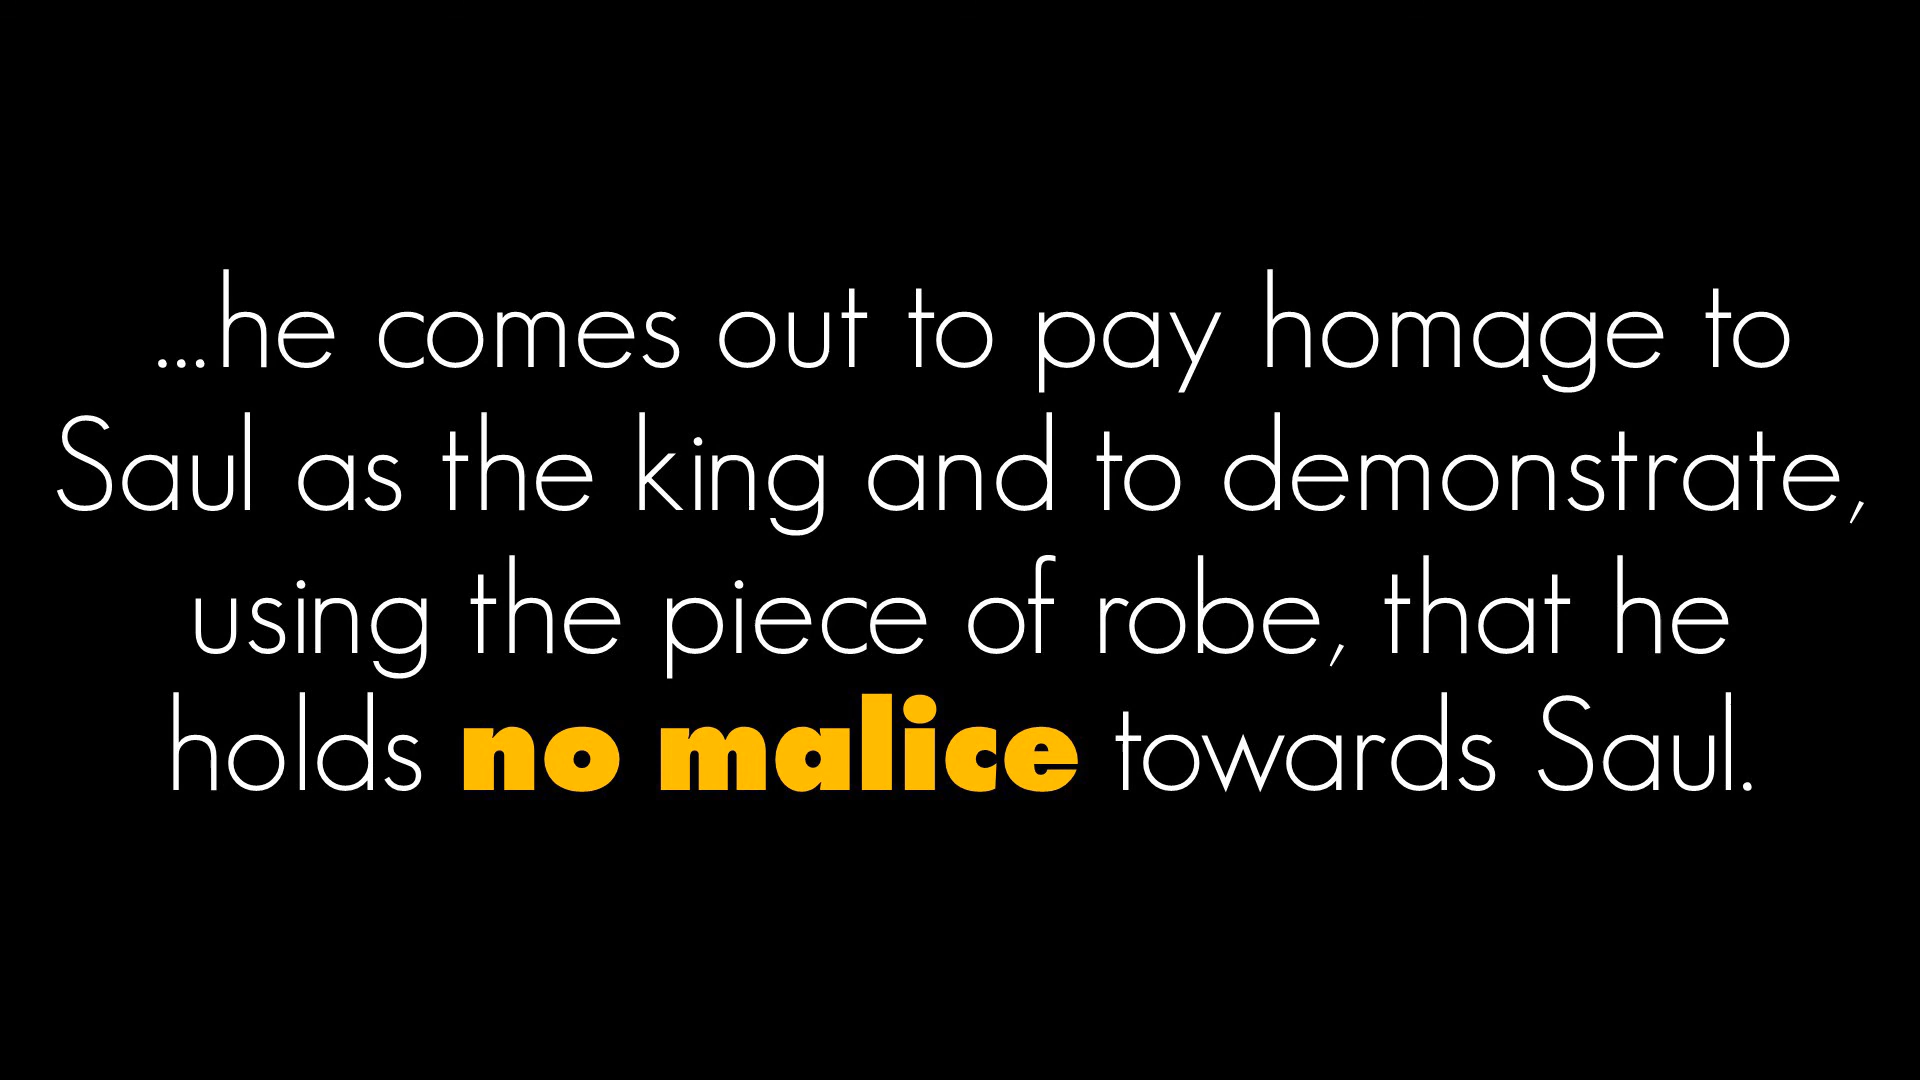 ...he comes out to pay homage to
Saul as the king and to demonstrate,
using the piece of robe, that he
holds no malice towards Saul.